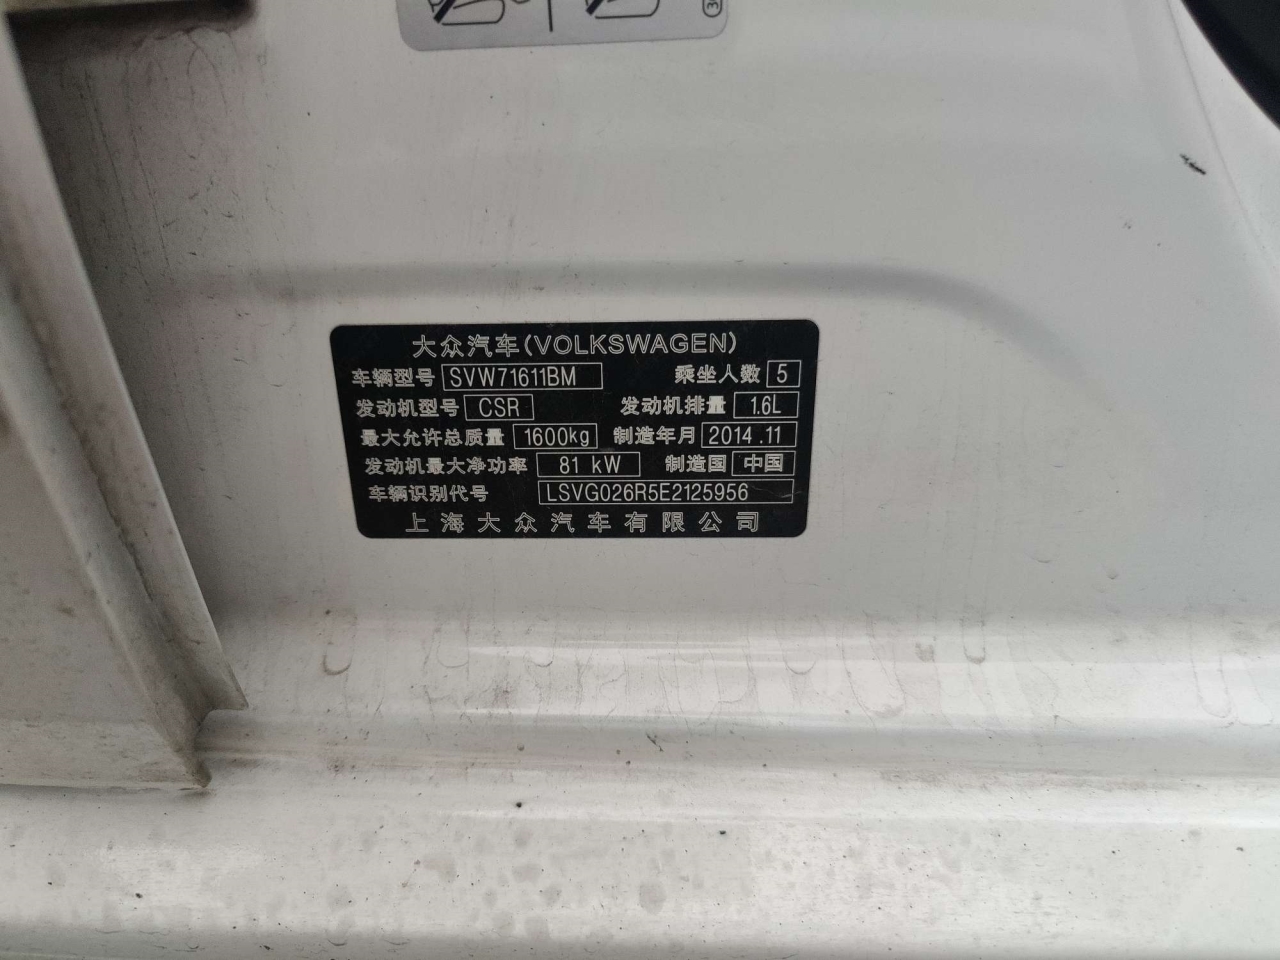 大众汽车(VOLKSWAGEN)
车辆型号 SVW71611BM 乘坐人数 5
发动机型号 CSR 发动机排量 1.6L
最大允许总质量 1600kg 制造年月 2014.11
发动机最大净功率 81 kW 制造国 中国
车辆识别代号 LSVG026R5E2125956
上海大众汽车有限公司